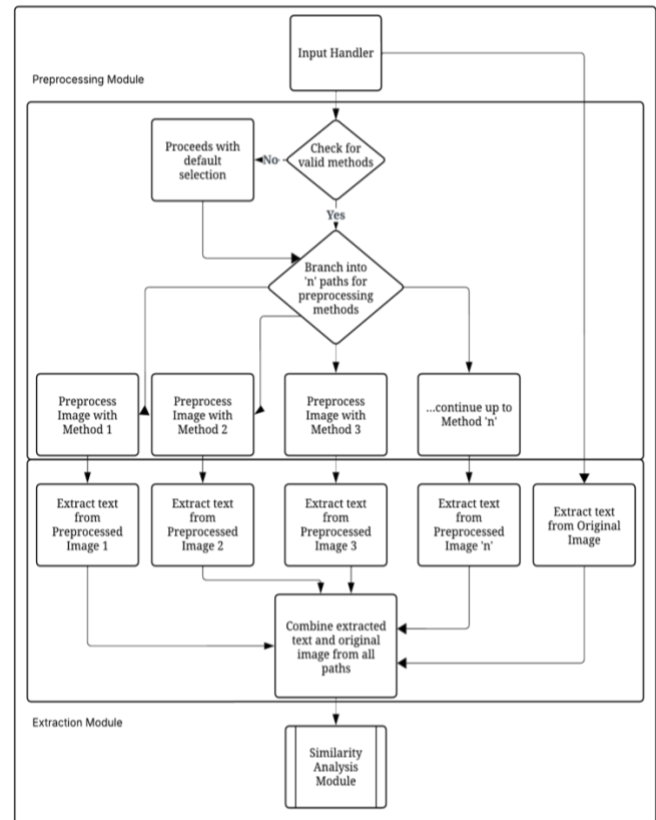 Input Handler
Preprocessing Module
Proceeds with
default
selection
No
Check for
valid methods
Yes
Branch into
'n' paths for
preprocessing
methods
Preprocess
Image with
Method 1
Preprocess
Image with
Method 2
Preprocess
Image with
Method 3
...continue up to
Method 'n'
Extract text
from
Preprocessed
Image 1
Extract text
from
Preprocessed
Image 2
Extract text
from
Preprocessed
Image 3
Extract text
from
Preprocessed
Image 'n'
Extract text
from Original
Image
Combine extracted
text and original
image from all
paths
Extraction Module
Similarity
Analysis
Module